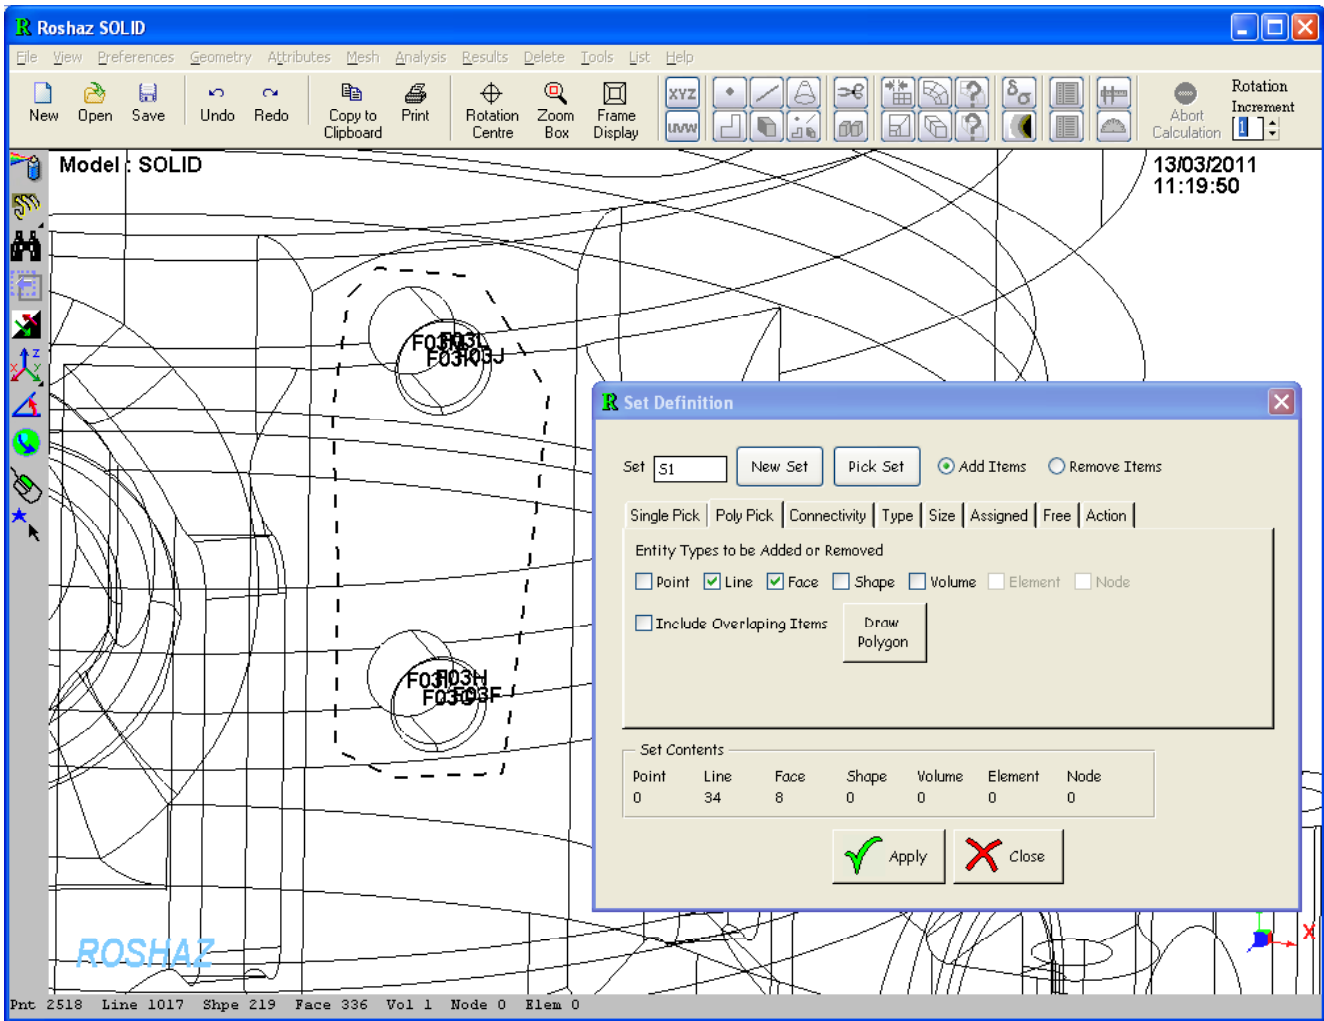 Roshaz SOLID
File View Preferences Geometry Attributes Mesh Analysis Results Delete Tools List Help
New Open Save Undo Redo Copy to Clipboard Print Rotation Centre Zoom Box Frame Display XYZ UVW Abort Calculation Rotation Increment 1
Model : SOLID
13/03/2011
11:19:50
F03L
F03J
Set Definition
Set S1 New Set Pick Set Add Items Remove Items
Single Pick Poly Pick Connectivity Type Size Assigned Free Action
Entity Types to be Added or Removed
Point Line Face Shape Volume Element Node
Include Overlaping Items Draw Polygon
F03H
F03F
Set Contents
Point Line Face Shape Volume Element Node
0 34 8 0 0 0 0
Apply Close
ROSHAZ
X
Pnt 2518 Line 1017 Shpe 219 Face 336 Vol 1 Node 0 Elem 0